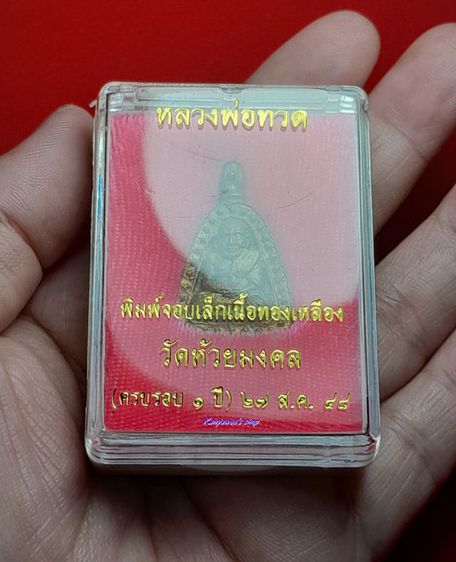 หลวงพ่อทวด
พิมพ์จอบเล็กเนื้อทองเหลือง
วัดห้วยมงคล
(ครบรอบ ๑ ปี) ๒๗ ส.ค. ๔๘
Kanyawee's shop